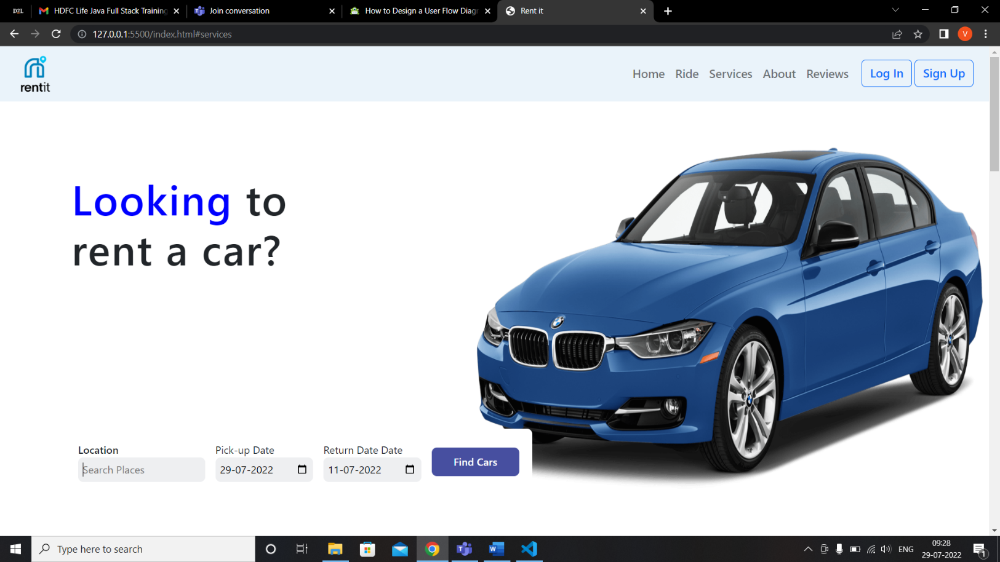 D2L
HDFC Life Java Full Stack Training
Join conversation
How to Design a User Flow Diagr
Rent it
127.0.0.1:5500/index.html#services
V
rentit
Home
Ride
Services
About
Reviews
Log In
Sign Up
Looking to
rent a car?
Location
Pick-up Date
Return Date Date
Search Places
29-07-2022
11-07-2022
Find Cars
Type here to search
ENG
09:28
29-07-2022
1